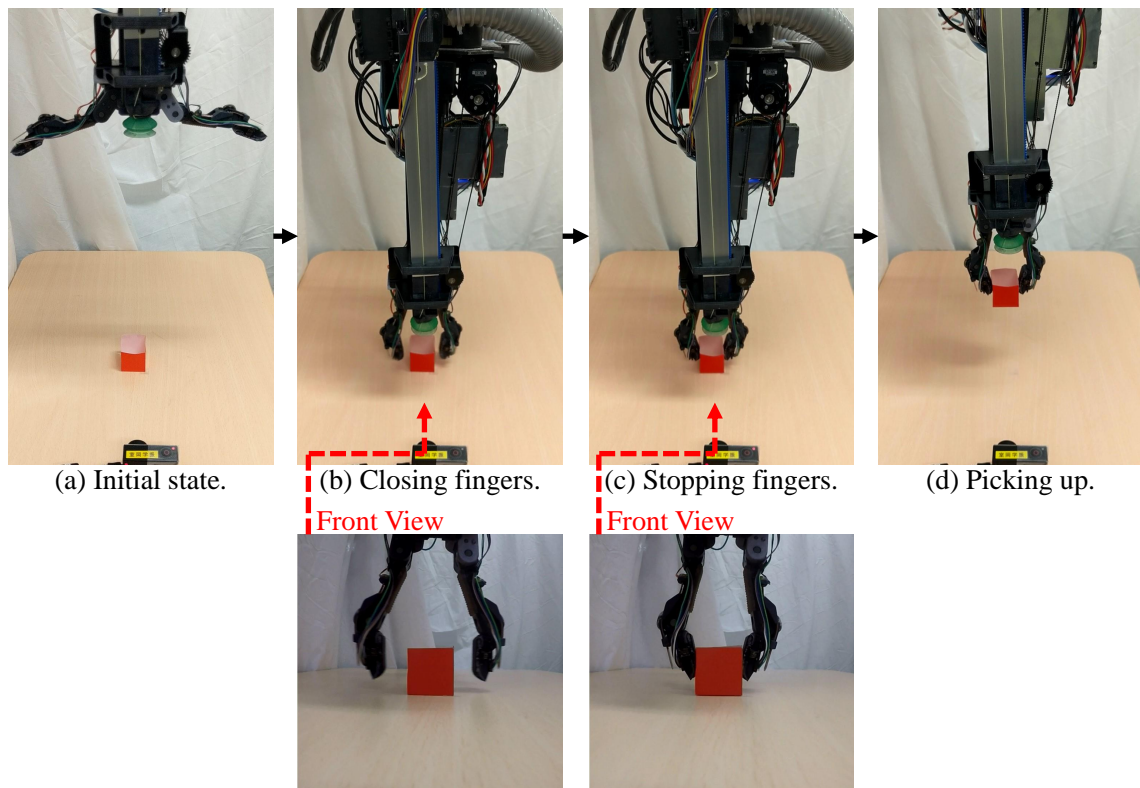 (a) Initial state.
(b) Closing fingers.
(c) Stopping fingers.
(d) Picking up.
Front View
Front View